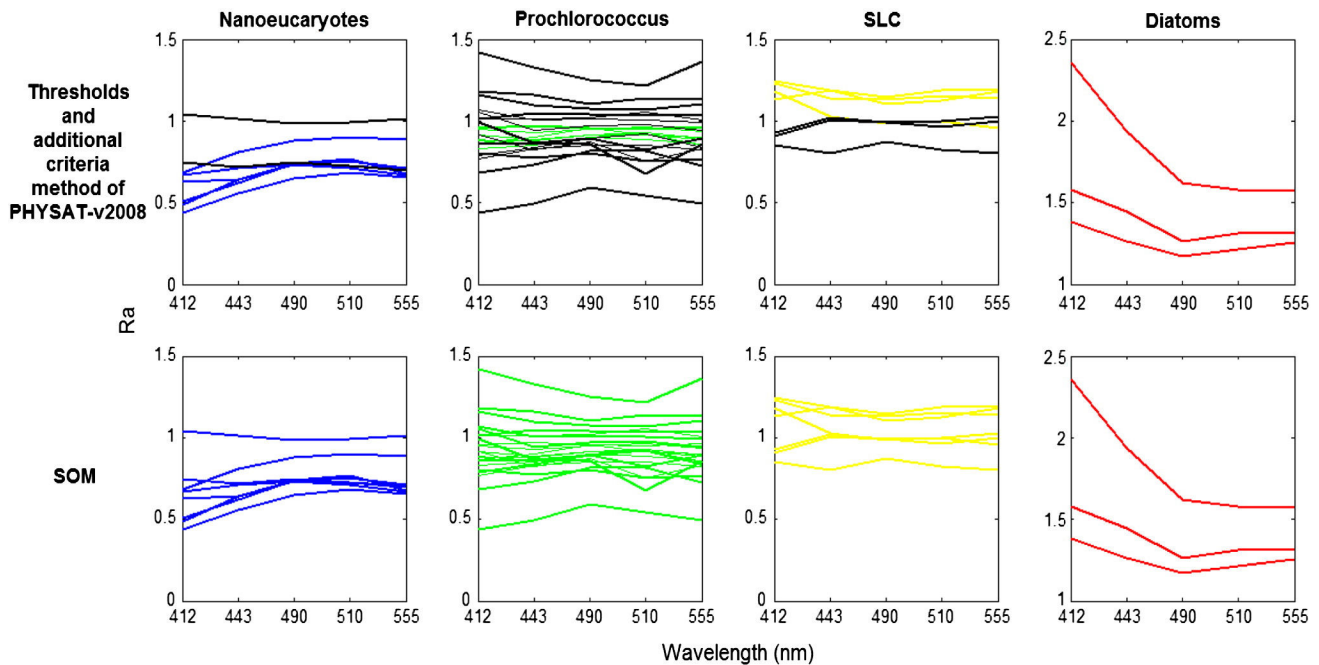 Nanoeucaryotes
Prochlorococcus
SLC
Diatoms
Thresholds
and
additional
criteria
method of
PHYSAT-v2008
1.5
1
0.5
0
412 443 490 510 555
1.5
1
0.5
0
412 443 490 510 555
1.5
1
0.5
0
412 443 490 510 555
2.5
2
1.5
1
412 443 490 510 555
Ra
SOM
1.5
1
0.5
0
412 443 490 510 555
1.5
1
0.5
0
412 443 490 510 555
1.5
1
0.5
0
412 443 490 510 555
2.5
2
1.5
1
412 443 490 510 555
Wavelength (nm)